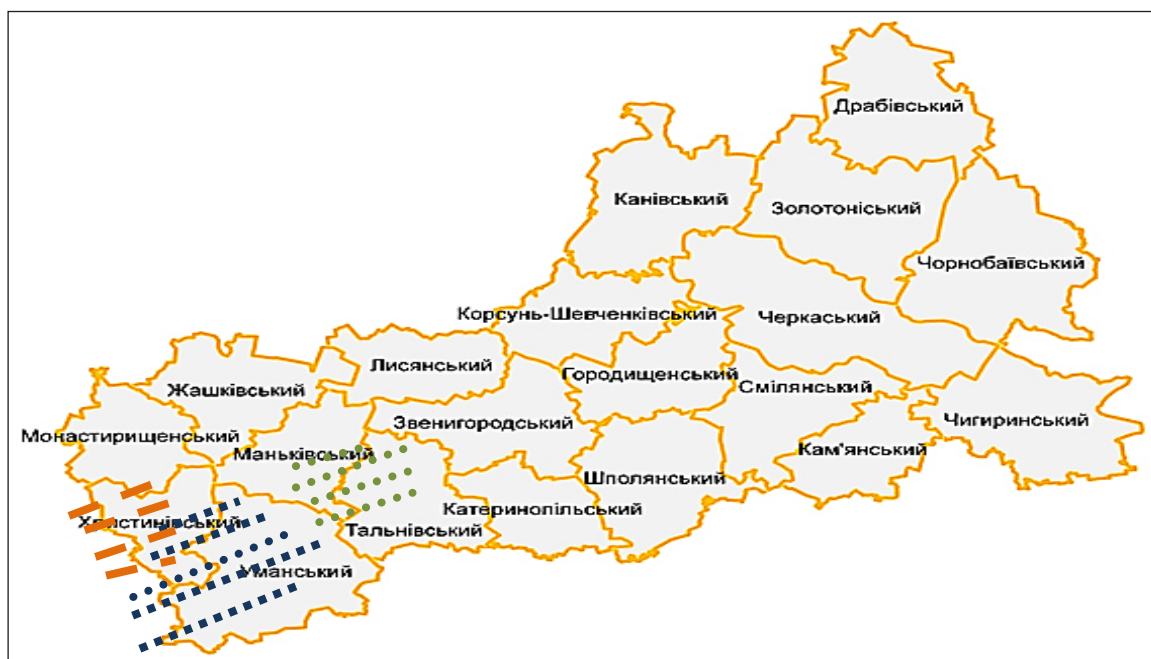 Драбівський
Канівський
Золотоніський
Чорнобаївський
Корсунь-Шевченківський
Черкаський
Лисянський
Городищенський
Жашківський
Смілянський
Звенигородський
Чигиринський
Монастирищенський
Маньківський
Кам'янський
Шполянський
Катеринопільський
Христинівський
Тальнівський
Уманський